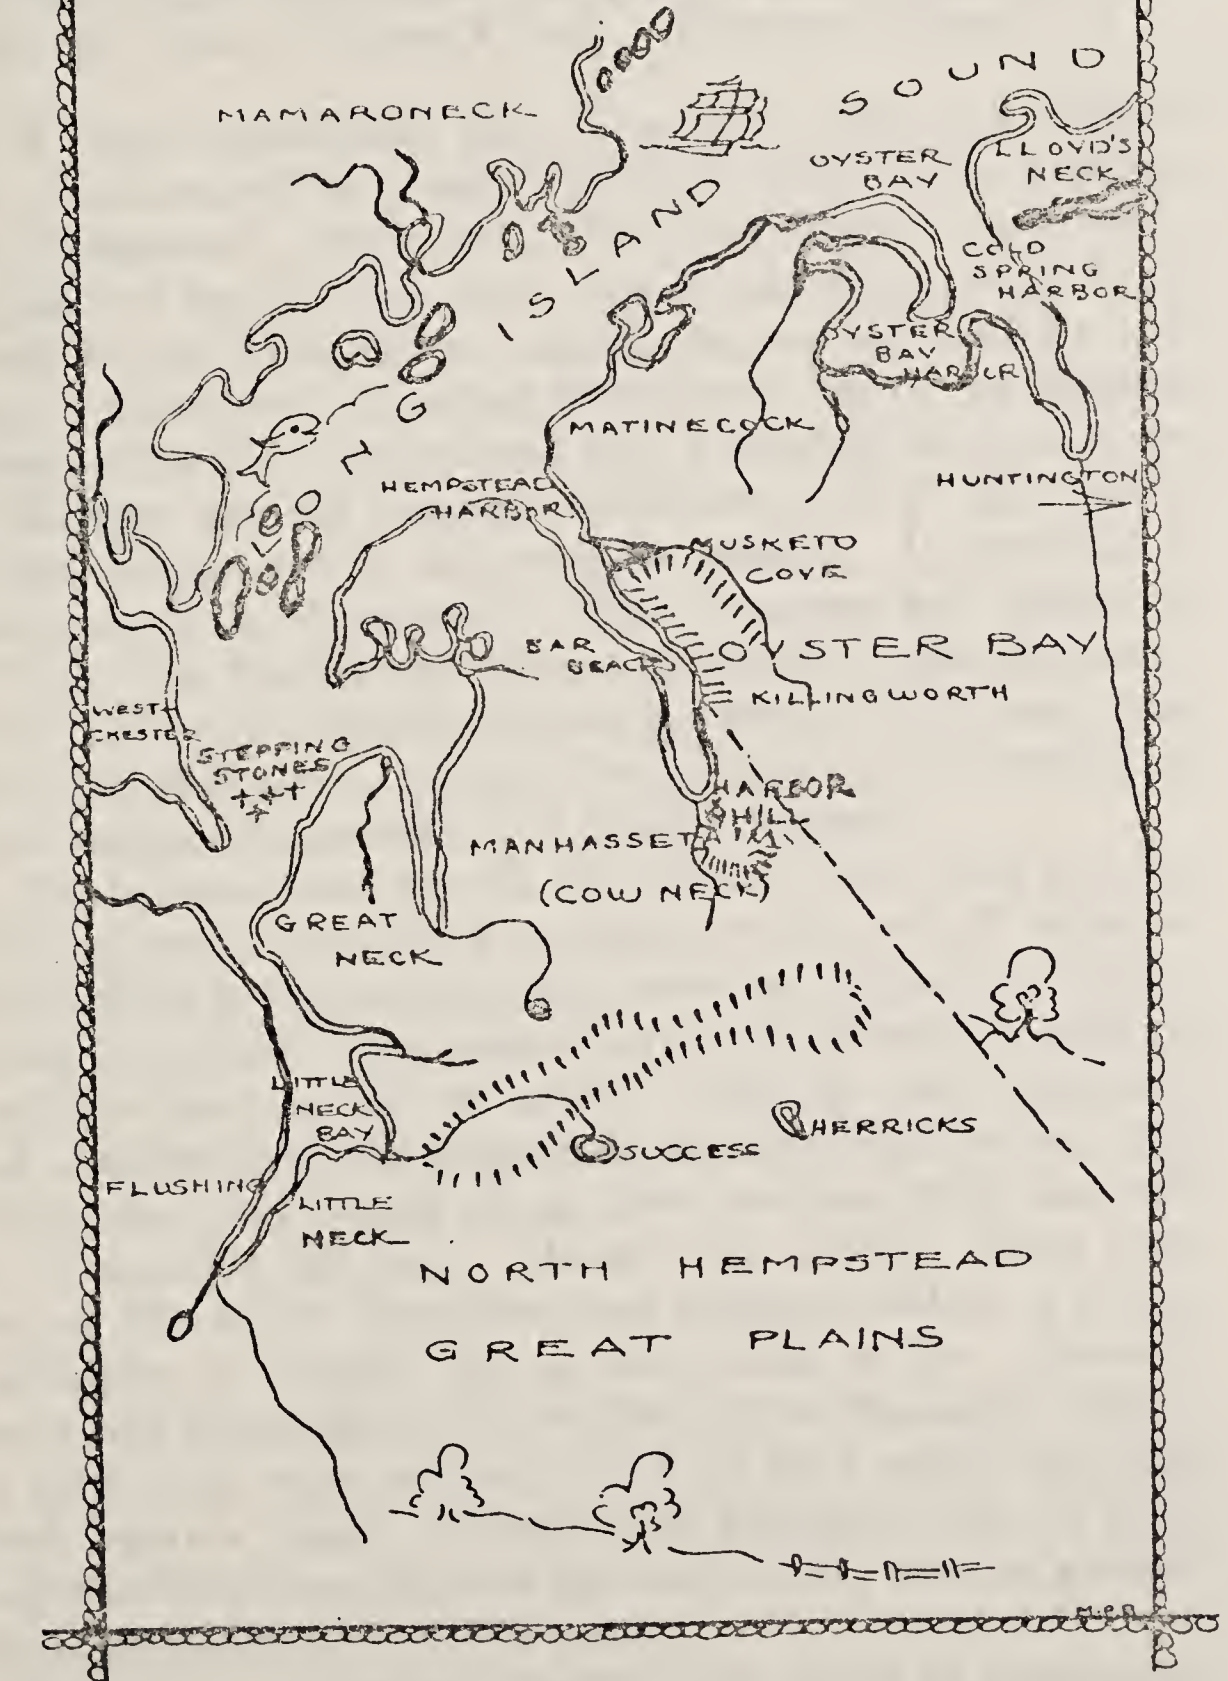 SOUND
MAMARONECK
LLOYD'S
NECK
OYSTER
BAY
LONG ISLAND
COLD
SPRING
HARBOR
OYSTER
BAY
HARBOR
MATINECOCK
HUNTINGTON
HEMPSTEAD
HARBOR
MUSKETO
COVE
BAR
BEACH
OYSTER BAY
KILLINGWORTH
WEST-
CHESTER
STEPPING
STONES
HARBOR
HILL
MANHASSET
(COW NECK)
GREAT
NECK
LITTLE
NECK
BAY
HERRICKS
SUCCESS
FLUSHING
LITTLE
NECK
NORTH HEMPSTEAD
GREAT PLAINS